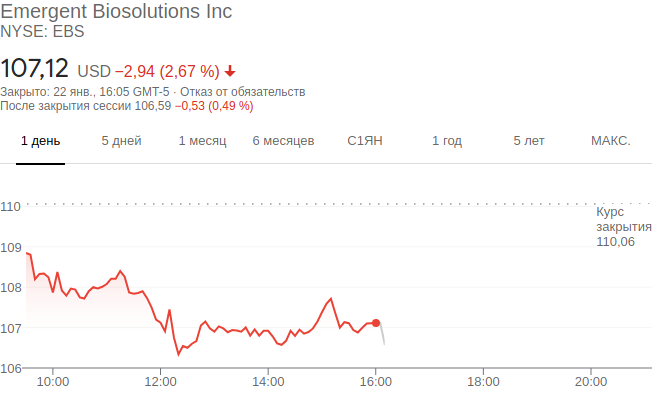 Emergent Biosolutions Inc
NYSE: EBS
107,12 USD −2,94 (2,67 %)
Закрыто: 22 янв., 16:05 GMT-5 · Отказ от обязательств
После закрытия сессии 106,59 −0,53 (0,49 %)
1 день 5 дней 1 месяц 6 месяцев С1ЯН 1 год 5 лет МАКС.
110
Курс
закрытия
110,06
109
108
107
106
10:00 12:00 14:00 16:00 18:00 20:00